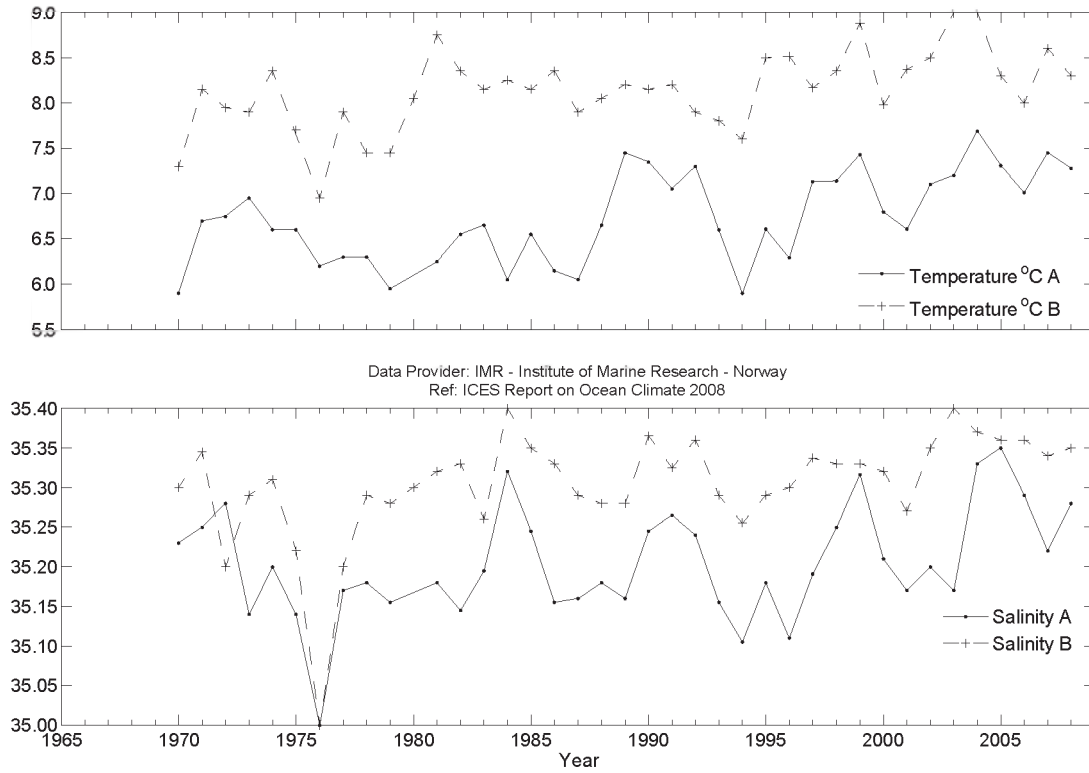 9.0
8.5
8.0
7.5
7.0
6.5
6.0
5.5
Temperature °C A
Temperature °C B
Data Provider: IMR - Institute of Marine Research - Norway
Ref: ICES Report on Ocean Climate 2008
35.40
35.35
35.30
35.25
35.20
35.15
35.10
35.05
35.00
Salinity A
Salinity B
1965 1970 1975 1980 1985 1990 1995 2000 2005
Year